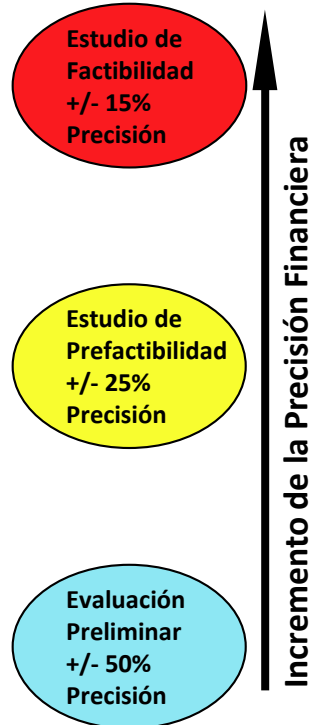 Estudio de
Factibilidad
+/- 15%
Precisión
Estudio de
Prefactibilidad
+/- 25%
Precisión
Evaluación
Preliminar
+/- 50%
Precisión
Incremento de la Precisión Financiera